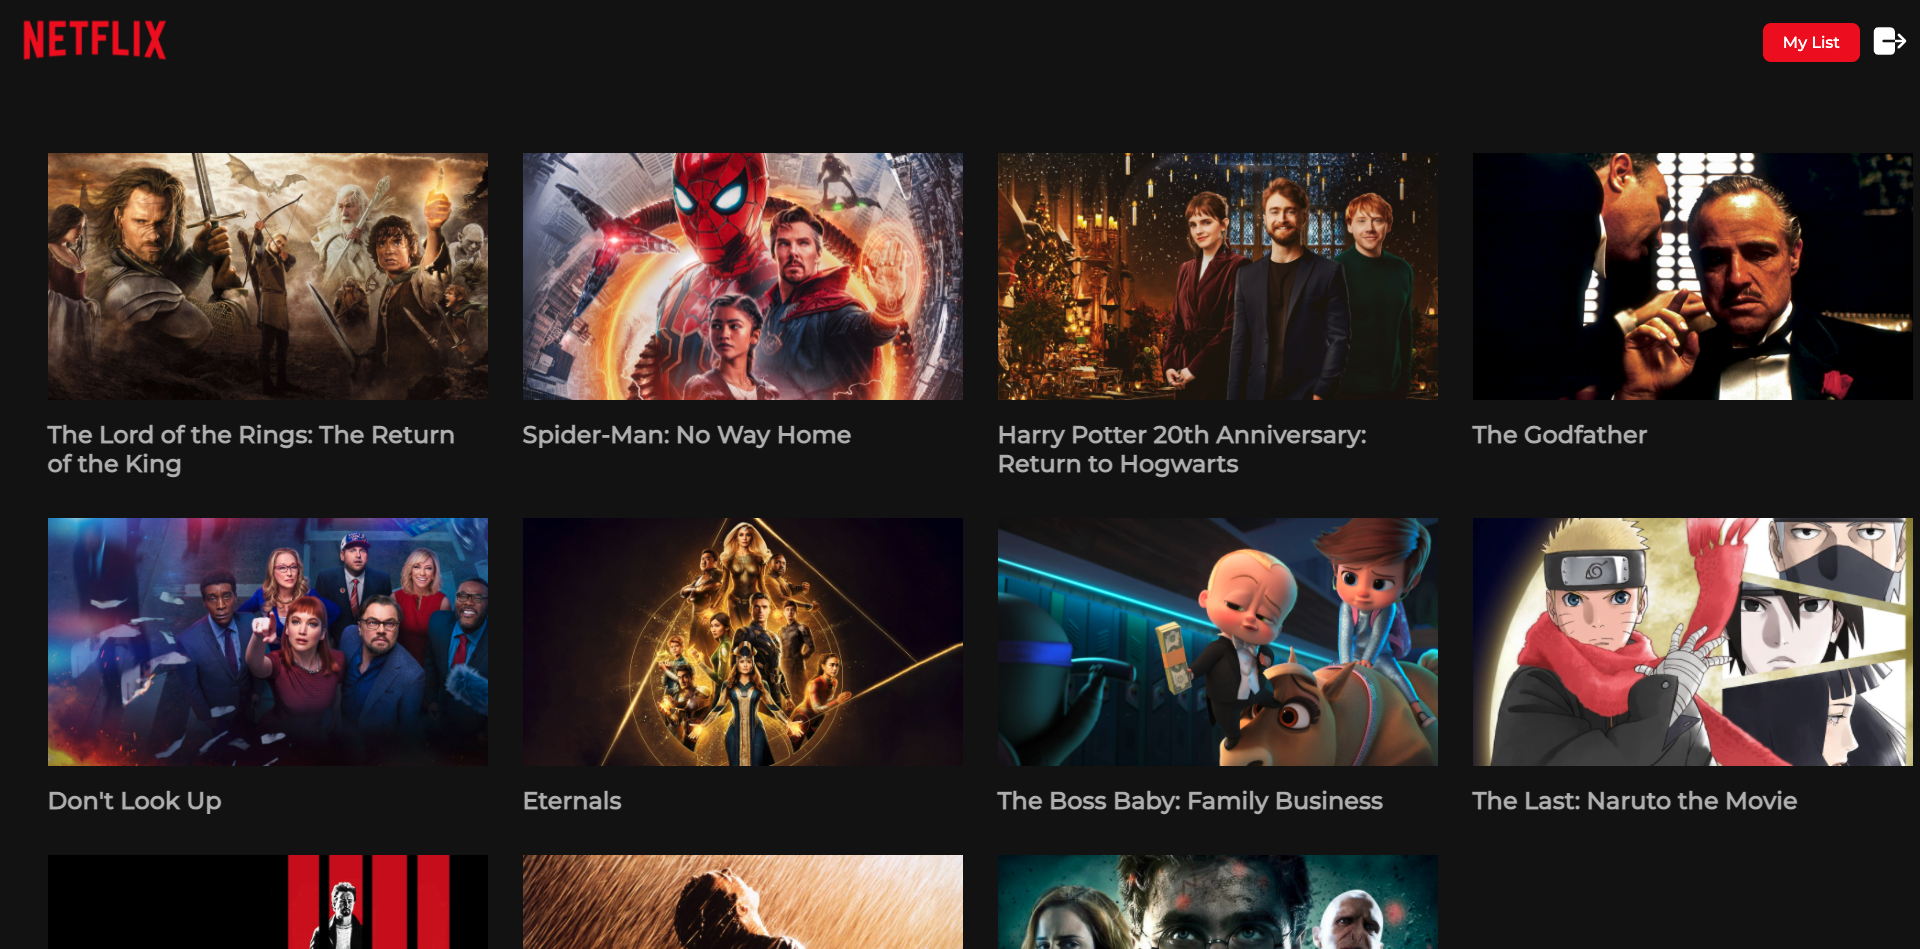 NETFLIX
My List
The Lord of the Rings: The Return
of the King
Spider-Man: No Way Home
Harry Potter 20th Anniversary:
Return to Hogwarts
The Godfather
Don't Look Up
Eternals
The Boss Baby: Family Business
The Last: Naruto the Movie